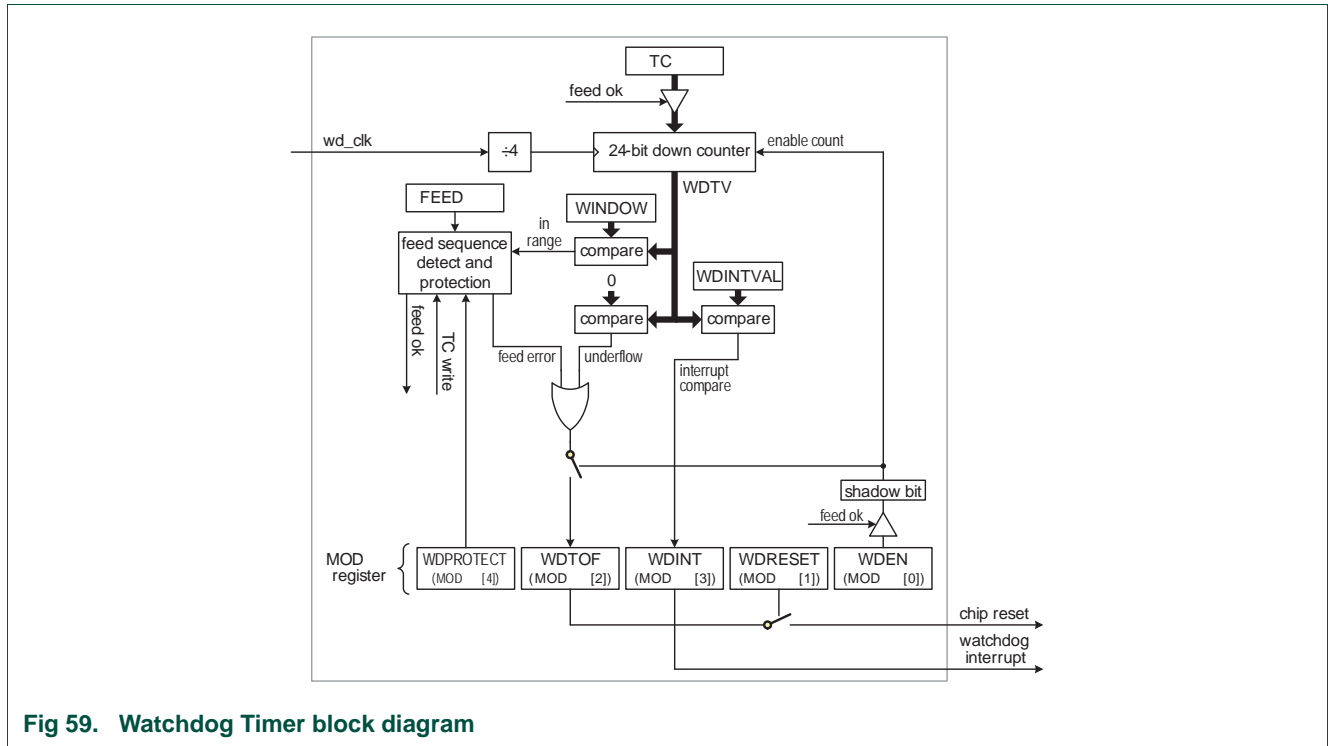 TC
feed ok
wd_clk
÷4
24-bit down counter
enable count
WDTV
FEED
WINDOW
in
range
feed sequence
detect and
protection
compare
WDINTVAL
0
compare
compare
feed ok
TC write
feed error
underflow
interrupt
compare
shadow bit
feed ok
MOD
register
WDPROTECT
(MOD [4])
WDTOF
(MOD [2])
WDINT
(MOD [3])
WDRESET
(MOD [1])
WDEN
(MOD [0])
chip reset
watchdog
interrupt
Fig 59. Watchdog Timer block diagram